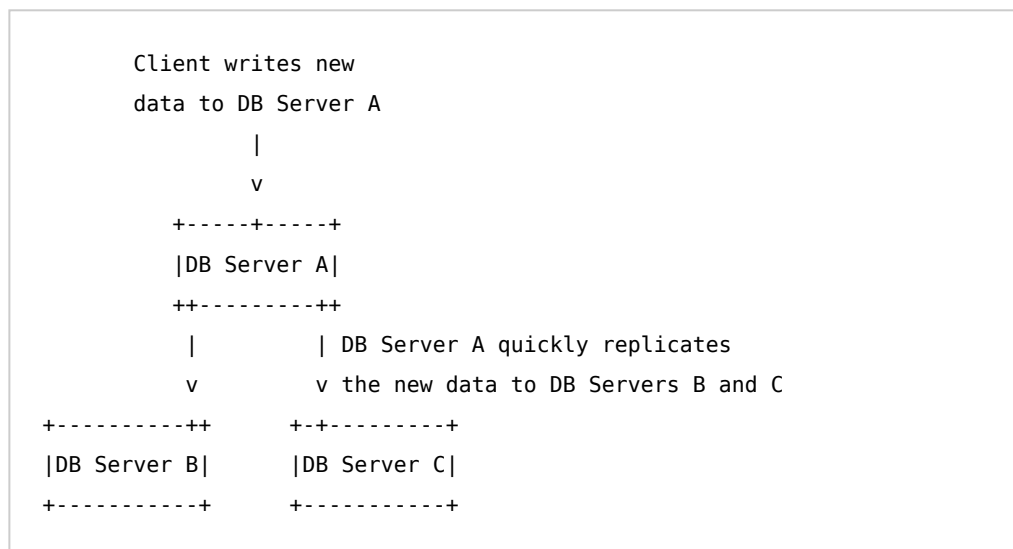 Client writes new
data to DB Server A
|
v
+-----+-----+
|DB Server A|
++---------++
| | DB Server A quickly replicates
v v the new data to DB Servers B and C
+----------++ +-+---------+
|DB Server B| |DB Server C|
+-----------+ +-----------+